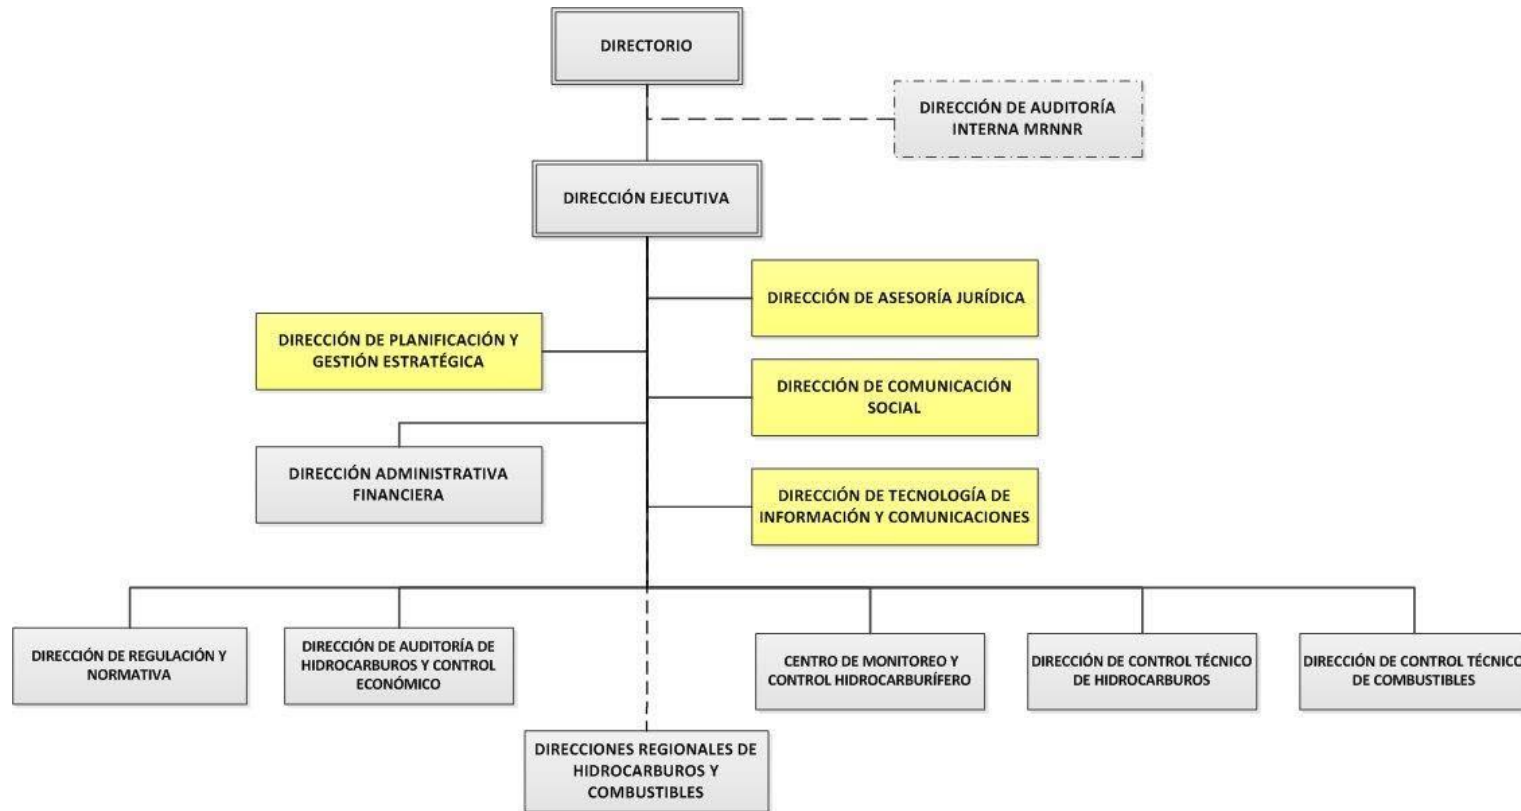 DIRECTORIO
DIRECCIÓN DE AUDITORÍA
INTERNA MRNNR
DIRECCIÓN EJECUTIVA
DIRECCIÓN DE ASESORÍA JURÍDICA
DIRECCIÓN DE PLANIFICACIÓN Y
GESTIÓN ESTRATÉGICA
DIRECCIÓN DE COMUNICACIÓN
SOCIAL
DIRECCIÓN ADMINISTRATIVA
FINANCIERA
DIRECCIÓN DE TECNOLOGÍA DE
INFORMACIÓN Y COMUNICACIONES
DIRECCIÓN DE REGULACIÓN Y
NORMATIVA
DIRECCIÓN DE AUDITORÍA DE
HIDROCARBUROS Y CONTROL
ECONÓMICO
CENTRO DE MONITOREO Y
CONTROL HIDROCARBURÍFERO
DIRECCIÓN DE CONTROL TÉCNICO
DE HIDROCARBUROS
DIRECCIÓN DE CONTROL TÉCNICO
DE COMBUSTIBLES
DIRECCIONES REGIONALES DE
HIDROCARBUROS Y
COMBUSTIBLES